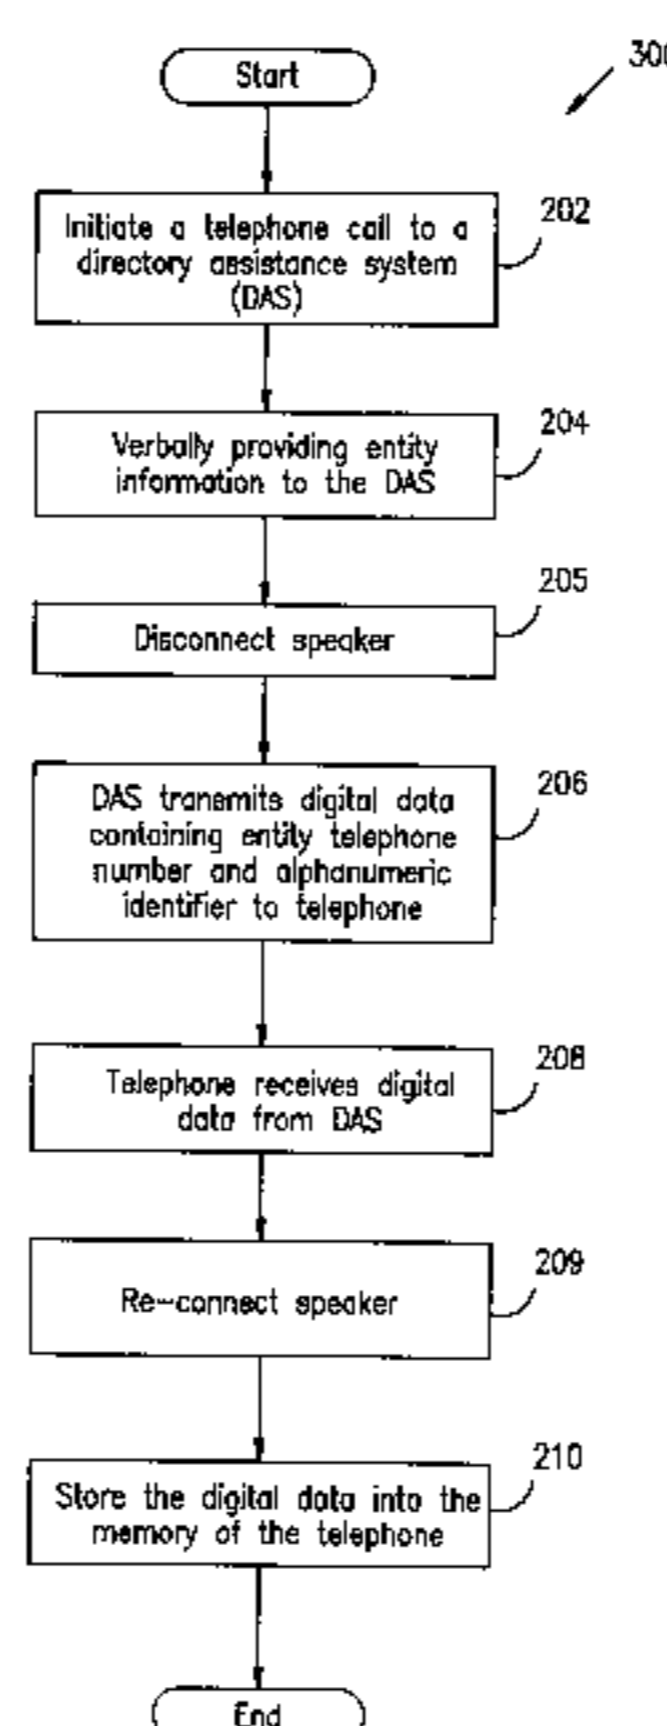 Start
300
Initiate a telephone call to a
directory assistance system
(DAS)
202
Verbally providing entity
information to the DAS
204
Disconnect speaker
205
DAS transmits digital data
containing entity telephone
number and alphanumeric
identifier to telephone
206
Telephone receives digital
data from DAS
208
Re-connect speaker
209
Store the digital data into the
memory of the telephone
210
End